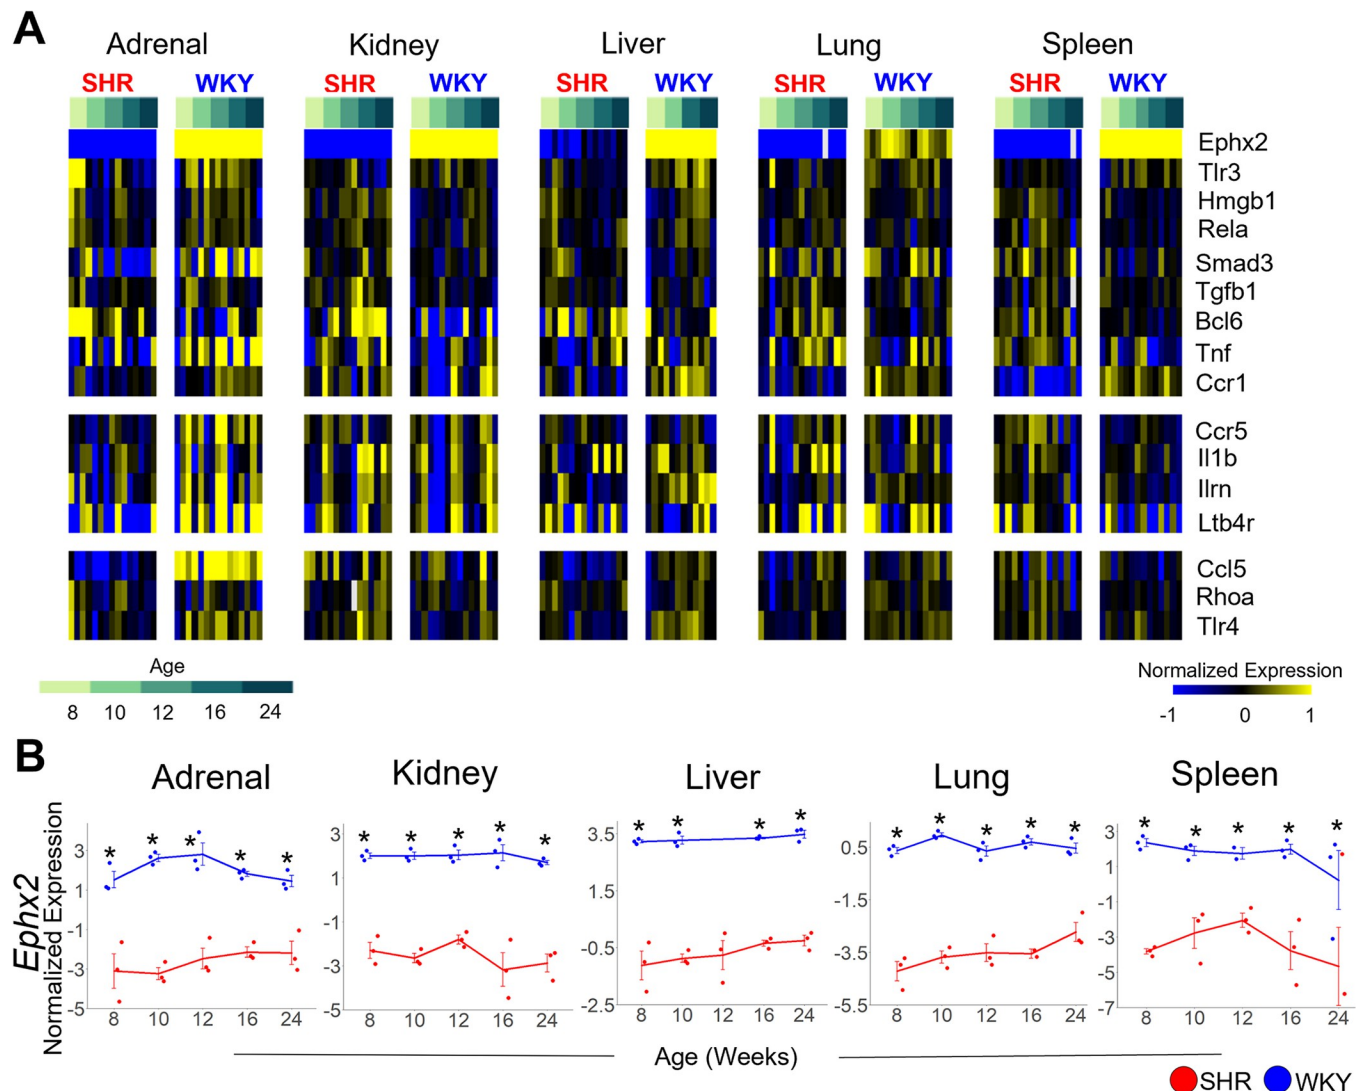 A
Adrenal Kidney Liver Lung Spleen
SHR WKY SHR WKY SHR WKY SHR WKY SHR WKY
Ephx2
Tlr3
Hmgb1
Rela
Smad3
Tgfb1
Bcl6
Tnf
Ccr1
Ccr5
Il1b
Ilrn
Ltb4r
Ccl5
Rhoa
Tlr4
Age
8 10 12 16 24
Normalized Expression
-1 0 1
B
Adrenal Kidney Liver Lung Spleen
Ephx2
Normalized Expression
* * * * *
3
1
-1
-3
-5
8 10 12 16 24
* * * * *
3
1
-1
-3
-5
8 10 12 16 24
* * * *
3.5
1.5
-0.5
-2.5
8 10 12 16 24
* * * * *
0.5
-1.5
-3.5
-5.5
8 10 12 16 24
* * * * *
3
1
-1
-3
-5
-7
8 10 12 16 24
Age (Weeks)
SHR WKY